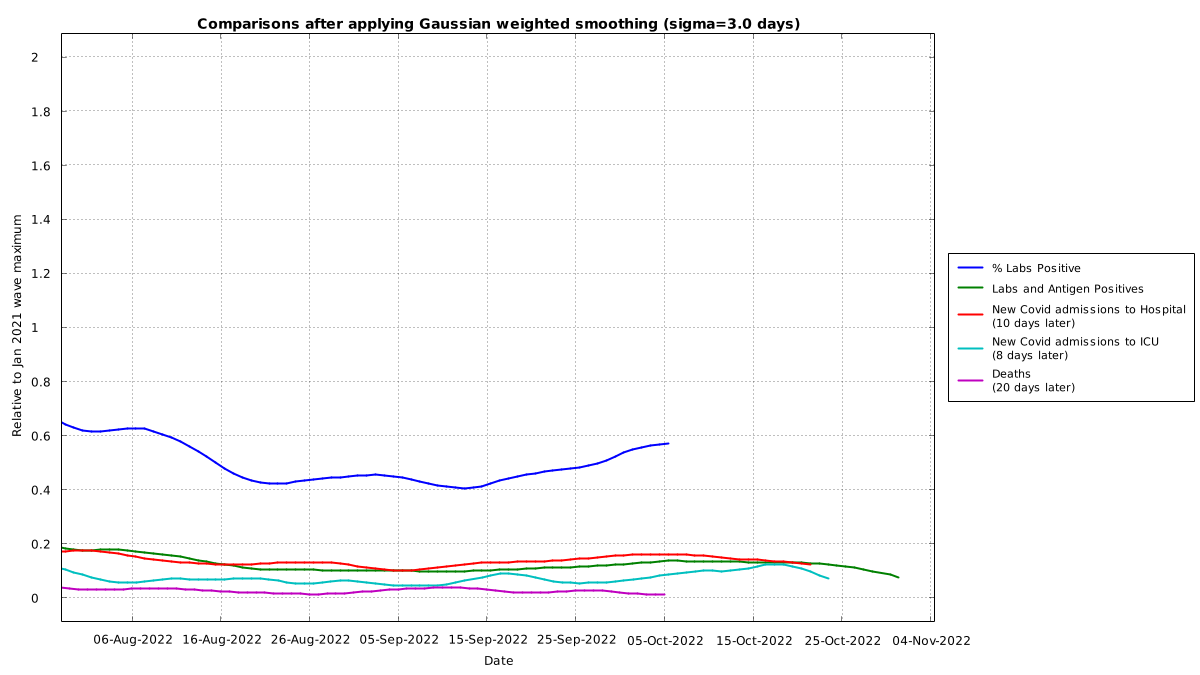 Comparisons after applying Gaussian weighted smoothing (sigma=3.0 days)
Relative to Jan 2021 wave maximum
2
1.8
1.6
1.4
1.2
1
0.8
0.6
0.4
0.2
0
06-Aug-2022
16-Aug-2022
26-Aug-2022
05-Sep-2022
15-Sep-2022
25-Sep-2022
05-Oct-2022
15-Oct-2022
25-Oct-2022
04-Nov-2022
Date
% Labs Positive
Labs and Antigen Positives
New Covid admissions to Hospital
(10 days later)
New Covid admissions to ICU
(8 days later)
Deaths
(20 days later)